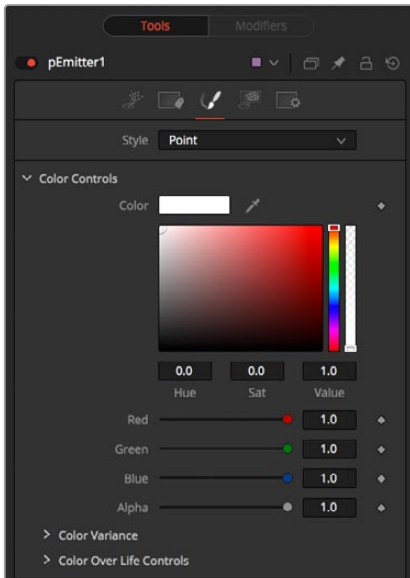 Tools Modifiers
pEmitter1
Style Point
Color Controls
Color
0.0 0.0 1.0
Hue Sat Value
Red 1.0
Green 1.0
Blue 1.0
Alpha 1.0
Color Variance
Color Over Life Controls